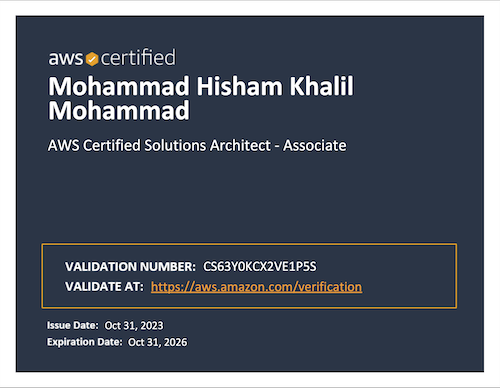 aws certified
Mohammad Hisham Khalil
Mohammad
AWS Certified Solutions Architect - Associate
VALIDATION NUMBER: CS63Y0KCX2VE1P5S
VALIDATE AT: https://aws.amazon.com/verification
Issue Date: Oct 31, 2023
Expiration Date: Oct 31, 2026